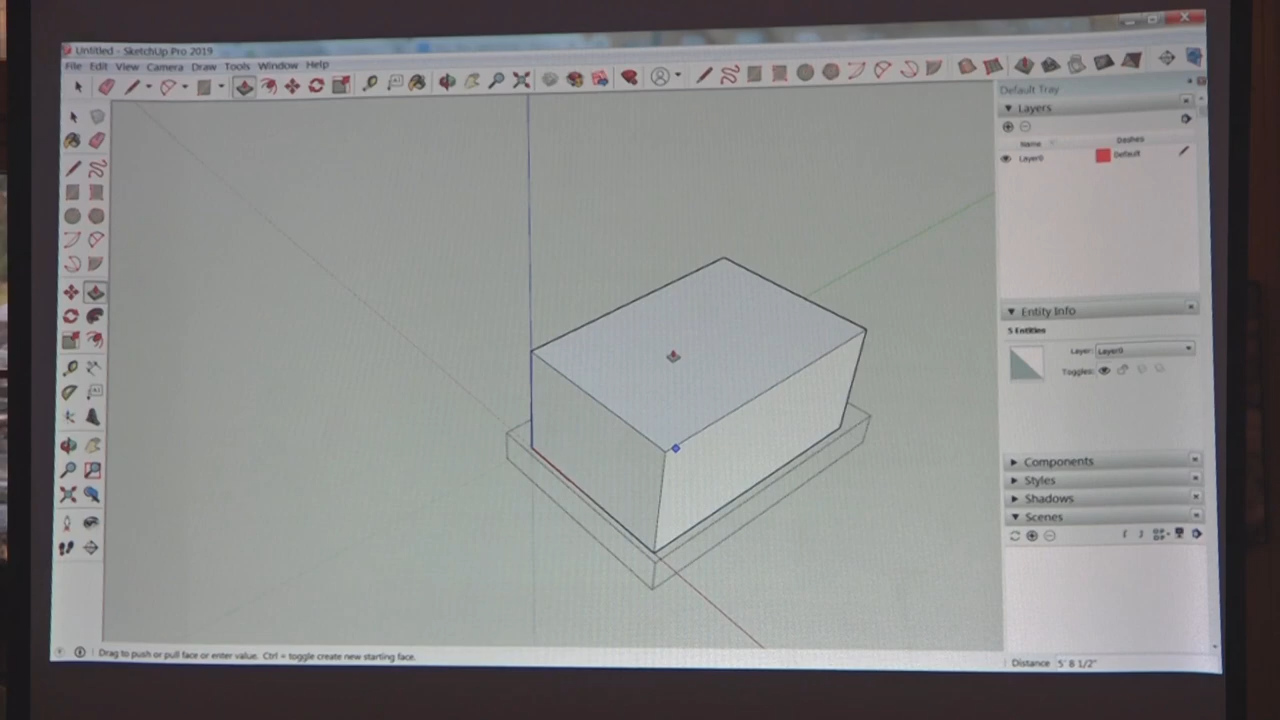 Untitled - SketchUp Pro 2019
File Edit View Camera Draw Tools Window Help
Default Tray
Layers
Name Dashes
Layer0 Default
Entity Info
5 Entities
Layer: Layer0
Toggles:
Components
Styles
Shadows
Scenes
Drag to push or pull face or enter value. Ctrl = toggle create new starting face.
Distance 5' 8 1/2"